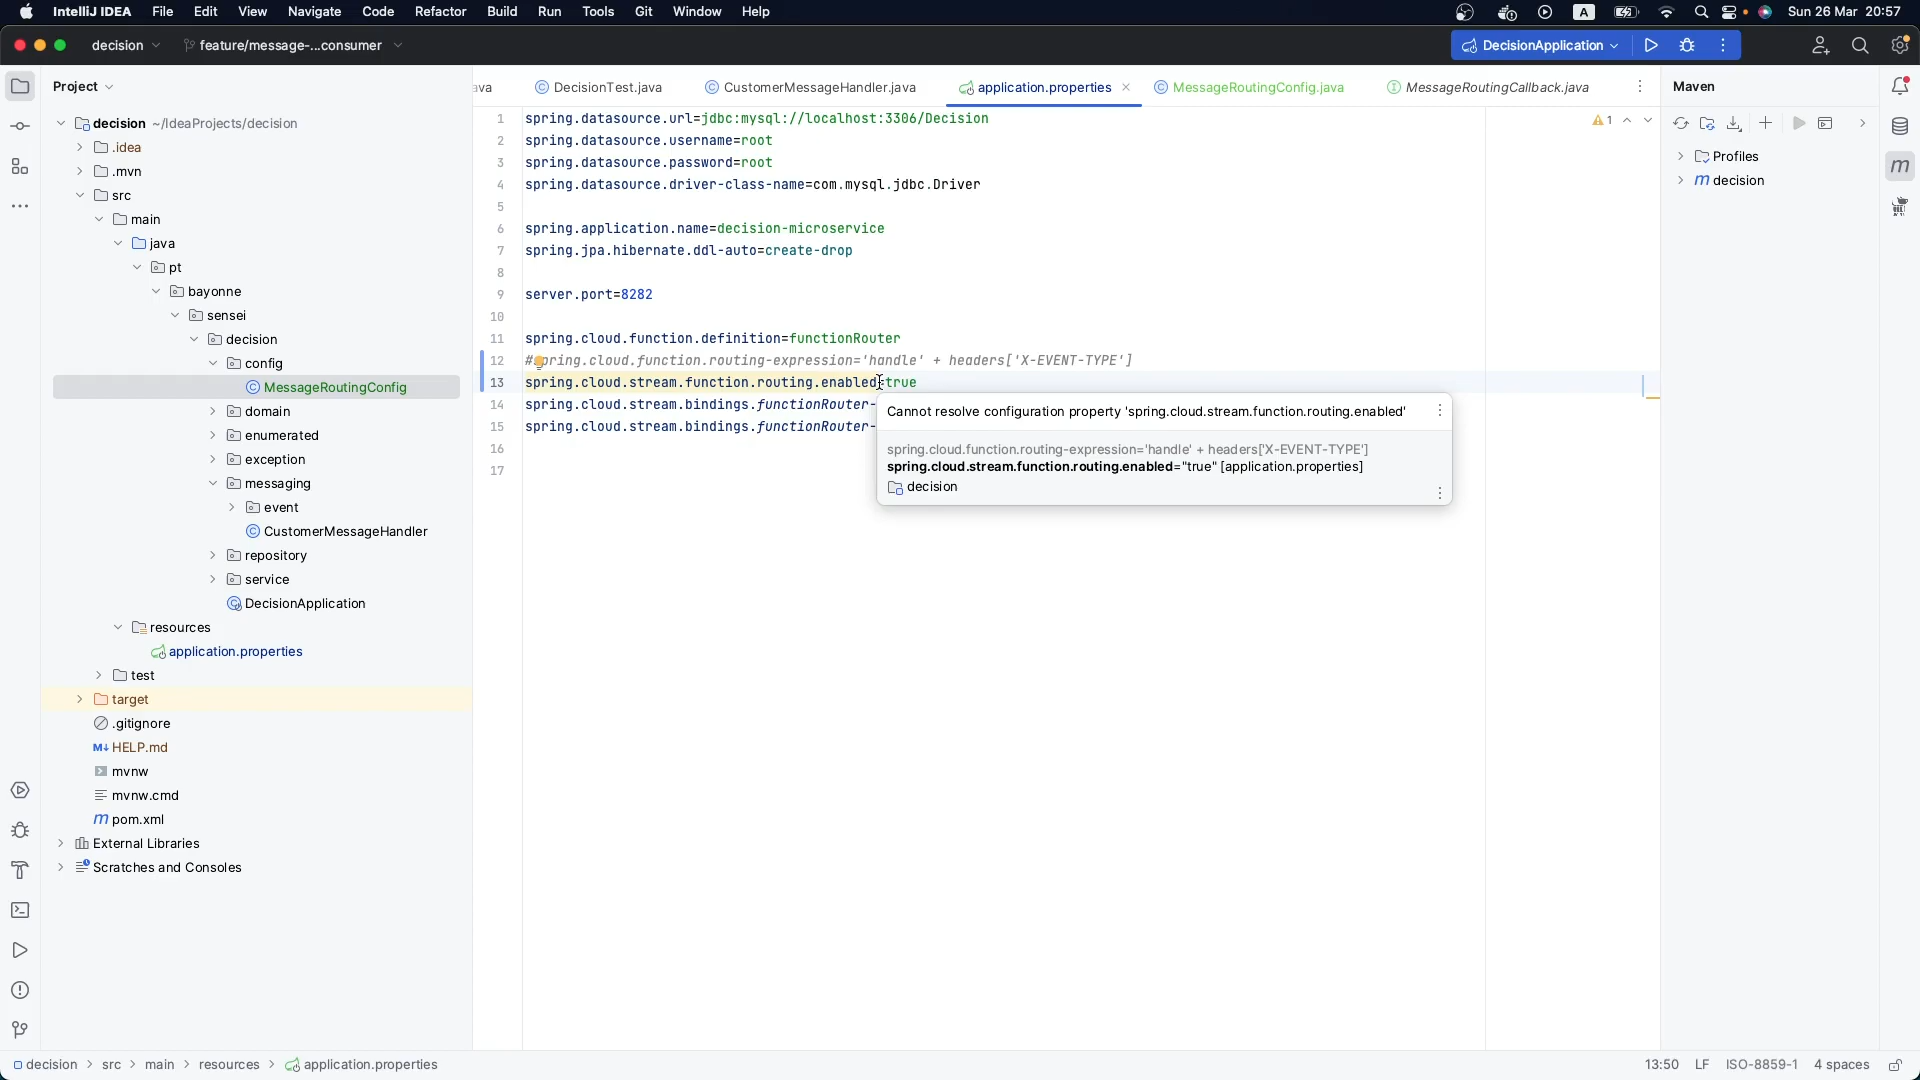 IntelliJ IDEA File Edit View Navigate Code Refactor Build Run Tools Git Window Help A Sun 26 Mar 20:57
decision feature/message-...consumer DecisionApplication
Project
ava DecisionTest.java CustomerMessageHandler.java application.properties MessageRoutingConfig.java MessageRoutingCallback.java
Maven
decision ~/IdeaProjects/decision
.idea
.mvn
src
main
java
pt
bayonne
sensei
decision
config
MessageRoutingConfig
domain
enumerated
exception
messaging
event
CustomerMessageHandler
repository
service
DecisionApplication
resources
application.properties
test
target
.gitignore
M↓ HELP.md
mvnw
mvnw.cmd
m pom.xml
External Libraries
Scratches and Consoles
1 spring.datasource.url=jdbc:mysql://localhost:3306/Decision
2 spring.datasource.username=root
3 spring.datasource.password=root
4 spring.datasource.driver-class-name=com.mysql.jdbc.Driver
5
6 spring.application.name=decision-microservice
7 spring.jpa.hibernate.ddl-auto=create-drop
8
9 server.port=8282
10
11 spring.cloud.function.definition=functionRouter
12 #spring.cloud.function.routing-expression='handle' + headers['X-EVENT-TYPE']
13 spring.cloud.stream.function.routing.enabled=true
14 spring.cloud.stream.bindings.functionRouter-
15 spring.cloud.stream.bindings.functionRouter-
16
17
1
Cannot resolve configuration property 'spring.cloud.stream.function.routing.enabled'
spring.cloud.function.routing-expression='handle' + headers['X-EVENT-TYPE']
spring.cloud.stream.function.routing.enabled="true" [application.properties]
decision
Profiles
m decision
m
decision > src > main > resources > application.properties
13:50 LF ISO-8859-1 4 spaces